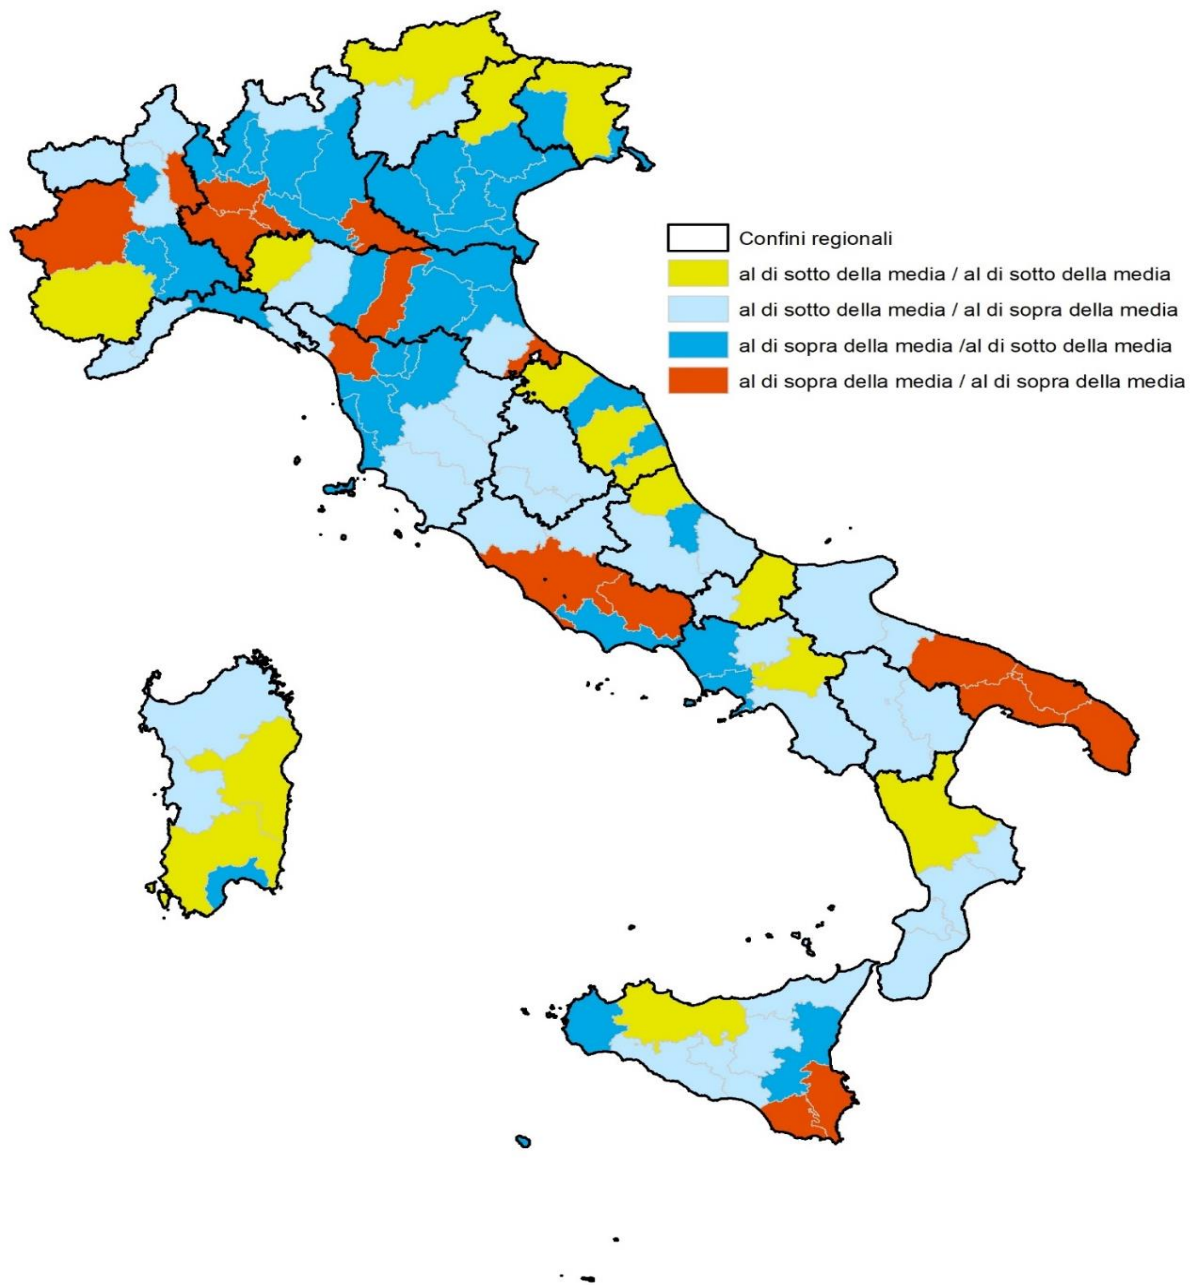 Confini regionali
al di sotto della media / al di sotto della media
al di sotto della media / al di sopra della media
al di sopra della media /al di sotto della media
al di sopra della media / al di sopra della media